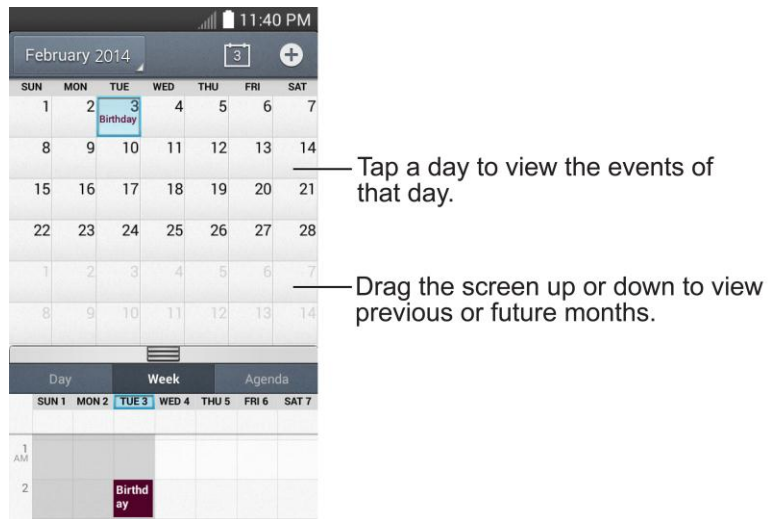 11:40 PM
February 2014
3
SUN MON TUE WED THU FRI SAT
1 2 3 4 5 6 7
Birthday
8 9 10 11 12 13 14
Tap a day to view the events of
that day.
15 16 17 18 19 20 21
22 23 24 25 26 27 28
1 2 3 4 5 6 7
Drag the screen up or down to view
previous or future months.
8 9 10 11 12 13 14
Day Week Agenda
SUN 1 MON 2 TUE 3 WED 4 THU 5 FRI 6 SAT 7
1
AM
2
Birthd
ay